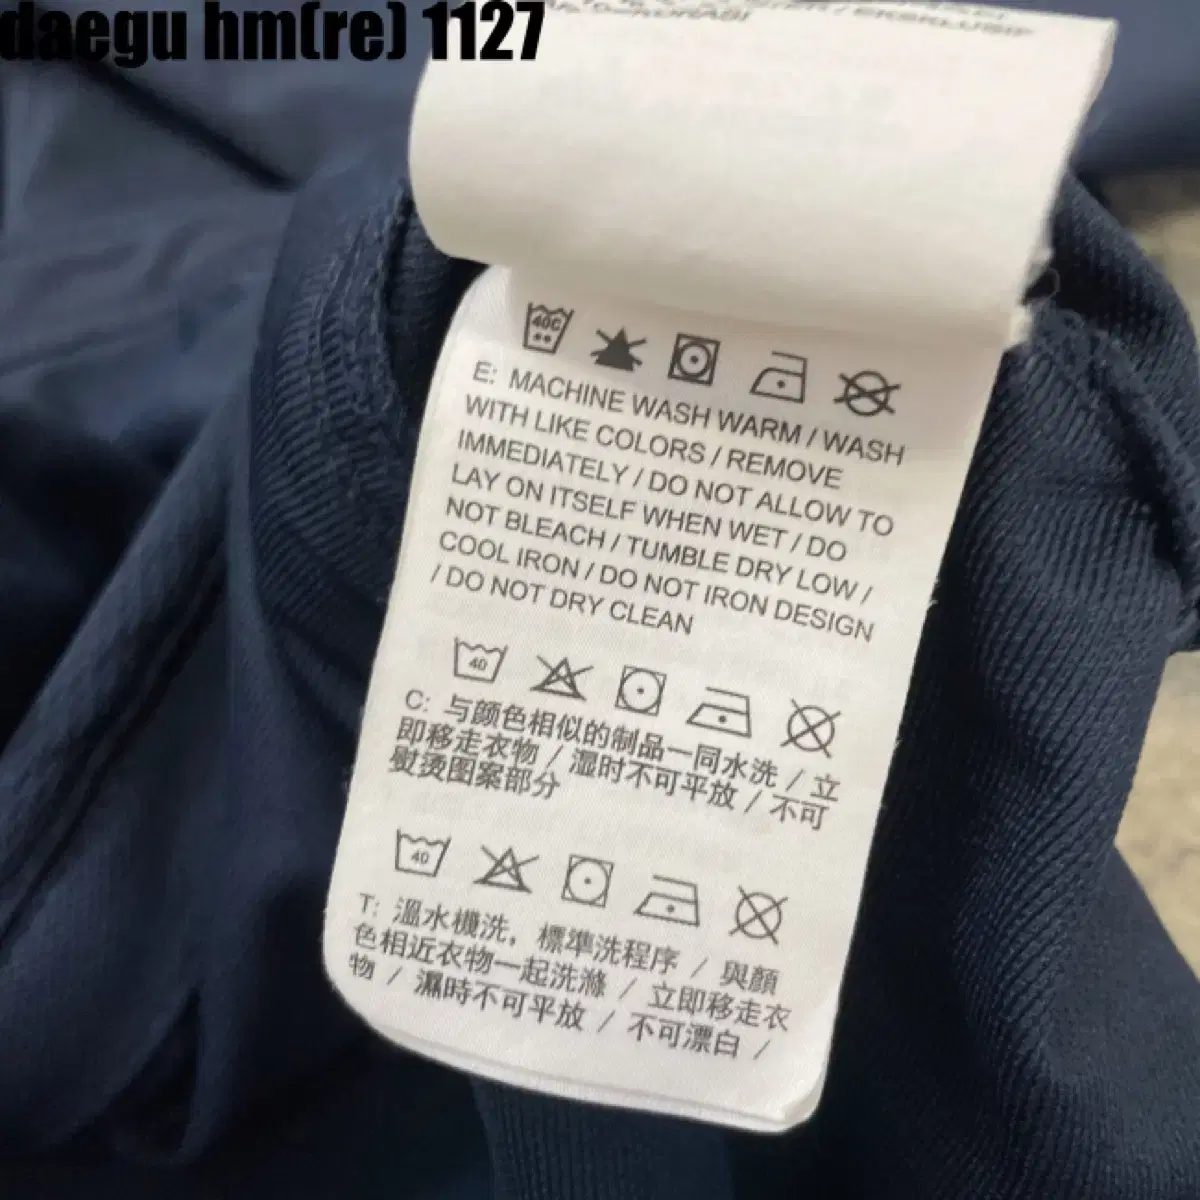 daegu hm(re) 1127
40C
E: MACHINE WASH WARM / WASH
WITH LIKE COLORS / REMOVE
IMMEDIATELY / DO NOT ALLOW TO
LAY ON ITSELF WHEN WET / DO
NOT BLEACH / TUMBLE DRY LOW /
COOL IRON / DO NOT IRON DESIGN
/ DO NOT DRY CLEAN
40
C: 与颜色相似的制品一同水洗 / 立
即移走衣物 / 湿时不可平放 / 不可
熨烫图案部分
40
T: 溫水機洗，標準洗程序 / 與顏
色相近衣物一起洗滌 / 立即移走衣
物 / 濕時不可平放 / 不可漂白 /